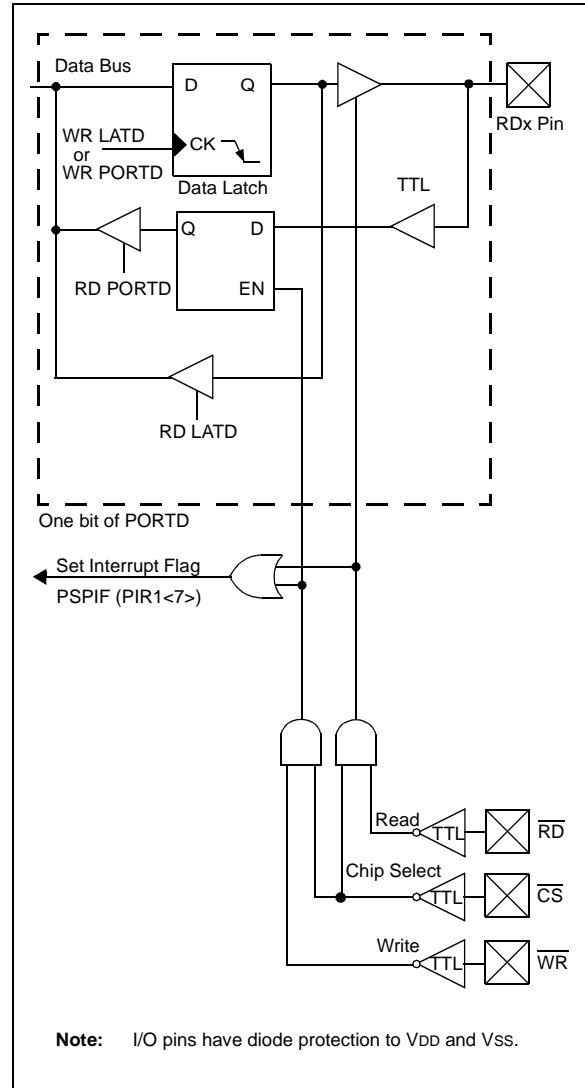 Data Bus
D Q
RDx Pin
WR LATD
or
WR PORTD
CK
Data Latch
TTL
Q D
RD PORTD
EN
RD LATD
One bit of PORTD
Set Interrupt Flag
PSPIF (PIR1<7>)
Read
TTL
RD
Chip Select
TTL
CS
Write
TTL
WR
Note: I/O pins have diode protection to VDD and VSS.